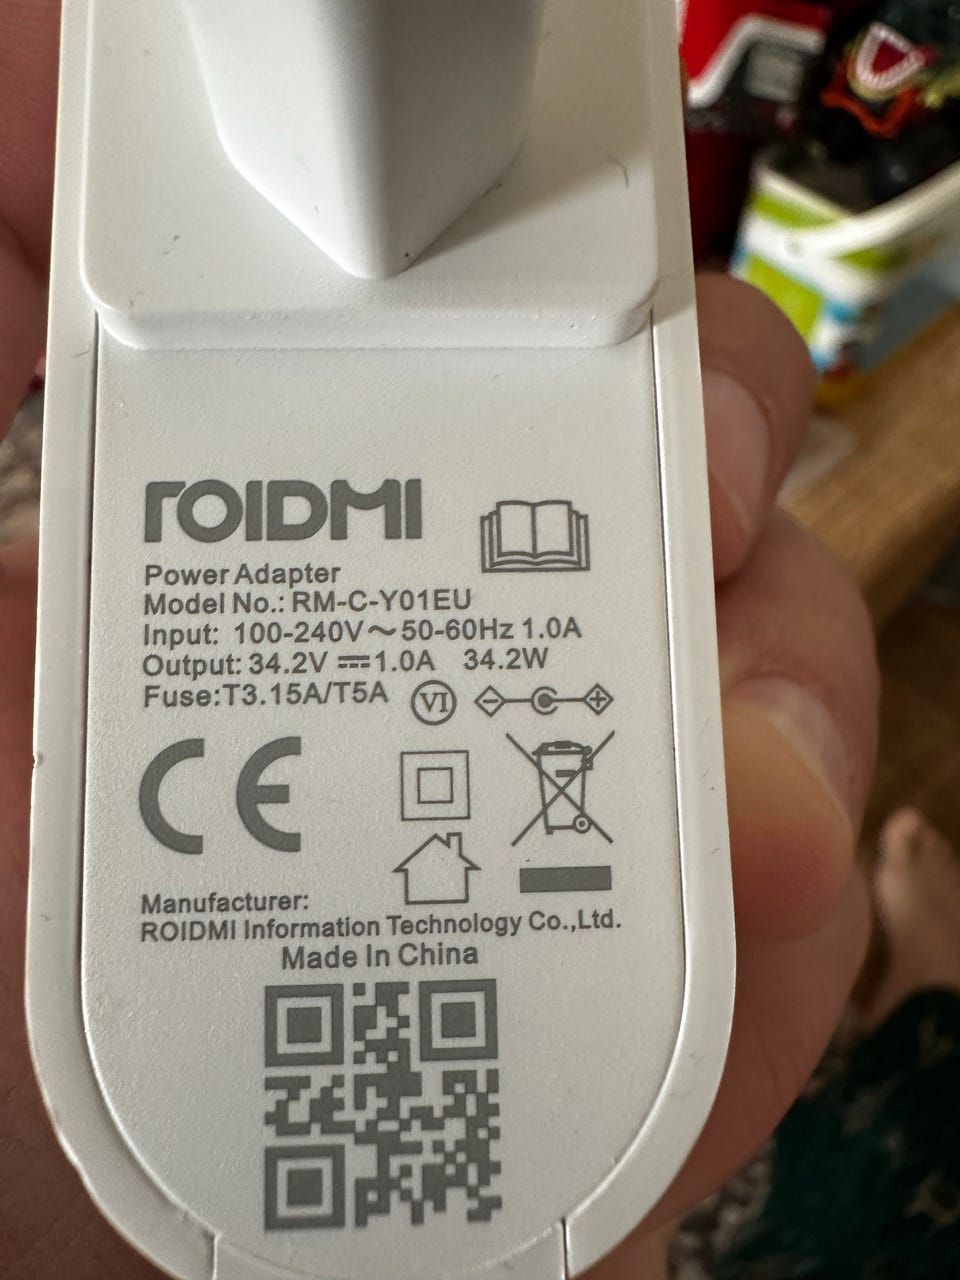 ROIDMI
Power Adapter
Model No.: RM-C-Y01EU
Input: 100-240V～50-60Hz 1.0A
Output: 34.2V ⎓1.0A 34.2W
Fuse:T3.15A/T5A VI
CE
Manufacturer:
ROIDMI Information Technology Co.,Ltd.
Made In China